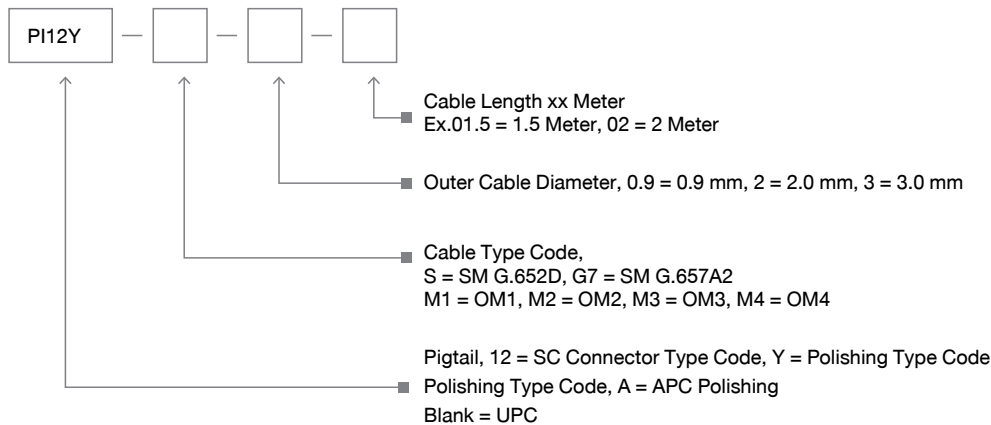 PI12Y
Cable Length xx Meter
Ex.01.5 = 1.5 Meter, 02 = 2 Meter
Outer Cable Diameter, 0.9 = 0.9 mm, 2 = 2.0 mm, 3 = 3.0 mm
Cable Type Code,
S = SM G.652D, G7 = SM G.657A2
M1 = OM1, M2 = OM2, M3 = OM3, M4 = OM4
Pigtail, 12 = SC Connector Type Code, Y = Polishing Type Code
Polishing Type Code, A = APC Polishing
Blank = UPC